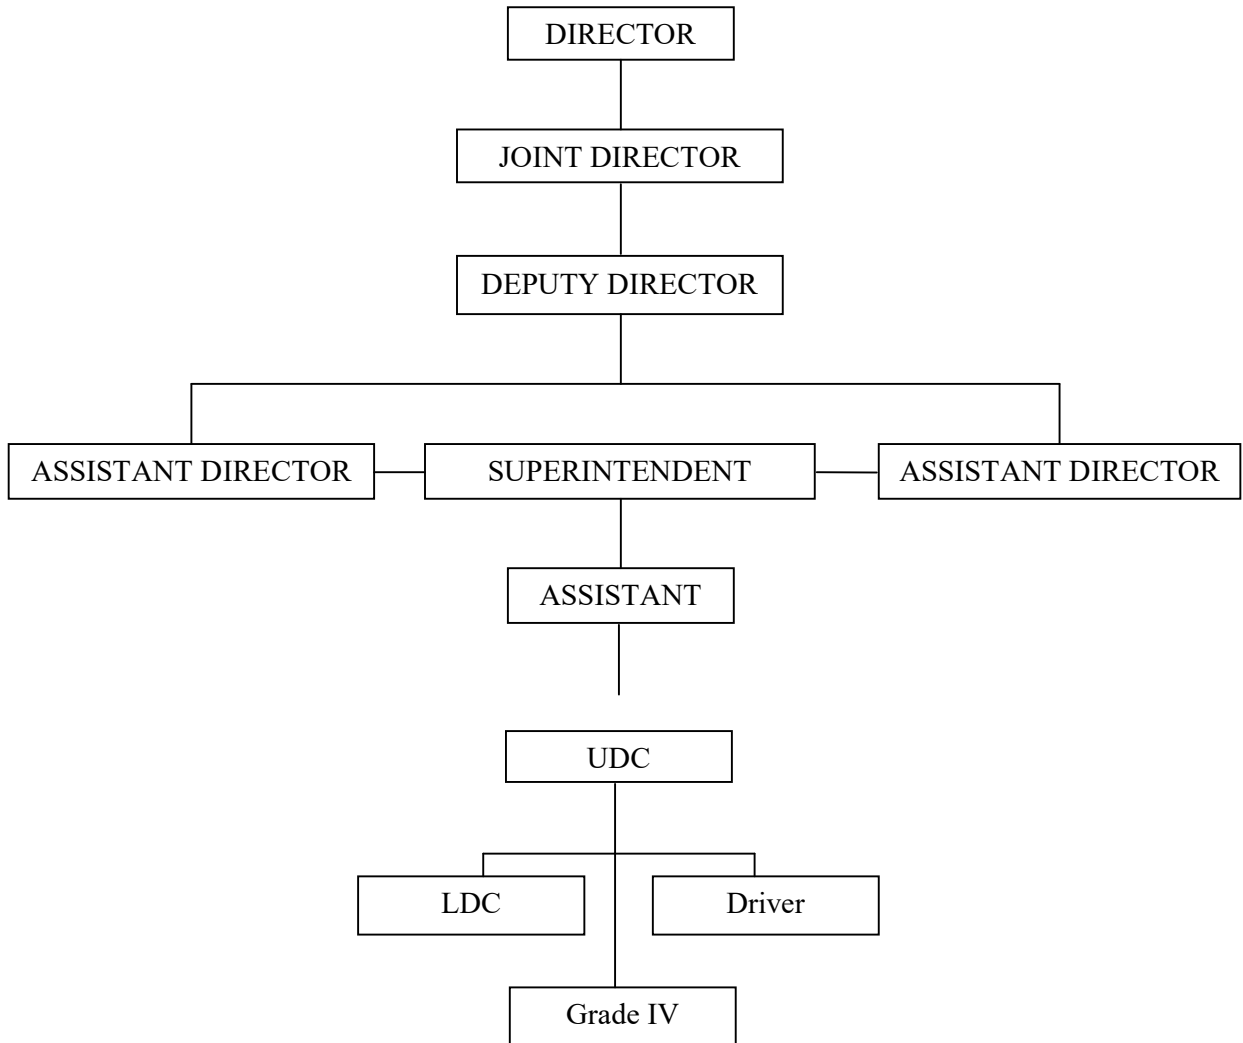 DIRECTOR
JOINT DIRECTOR
DEPUTY DIRECTOR
ASSISTANT DIRECTOR
SUPERINTENDENT
ASSISTANT DIRECTOR
ASSISTANT
UDC
LDC
Driver
Grade IV